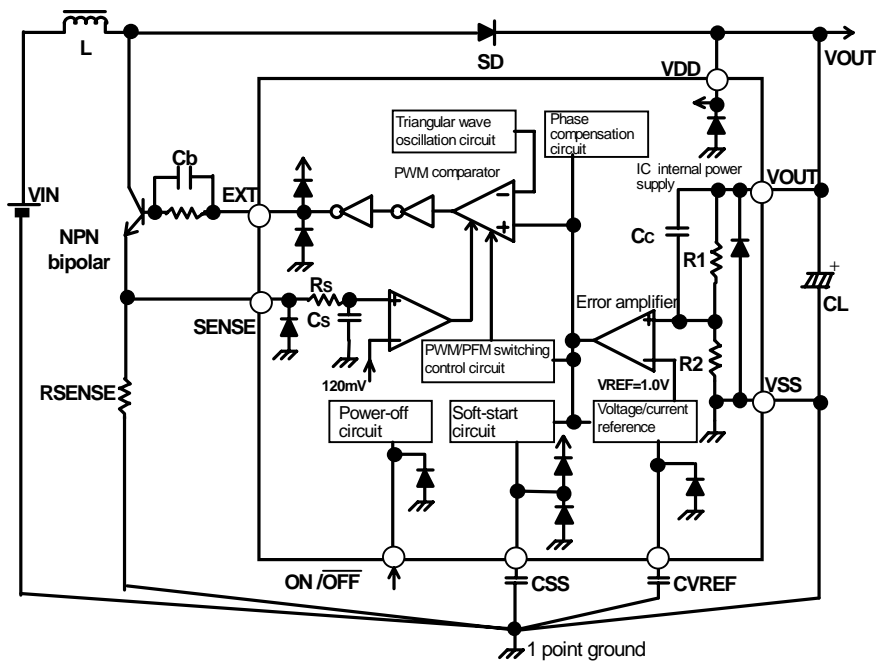 L
SD
VOUT
VDD
Triangular wave
oscillation circuit
Phase
compensation
circuit
Cb
PWM comparator
IC internal power
supply
VIN
EXT
VOUT
−
+
CC
R1
NPN
bipolar
RS
+
CL
SENSE
CS
+
−
Error amplifier
+
−
R2
PWM/PFM switching
control circuit
120mV
VREF=1.0V
VSS
RSENSE
Power-off
circuit
Soft-start
circuit
Voltage/current
reference
ON /OFF
CSS
CVREF
1 point ground